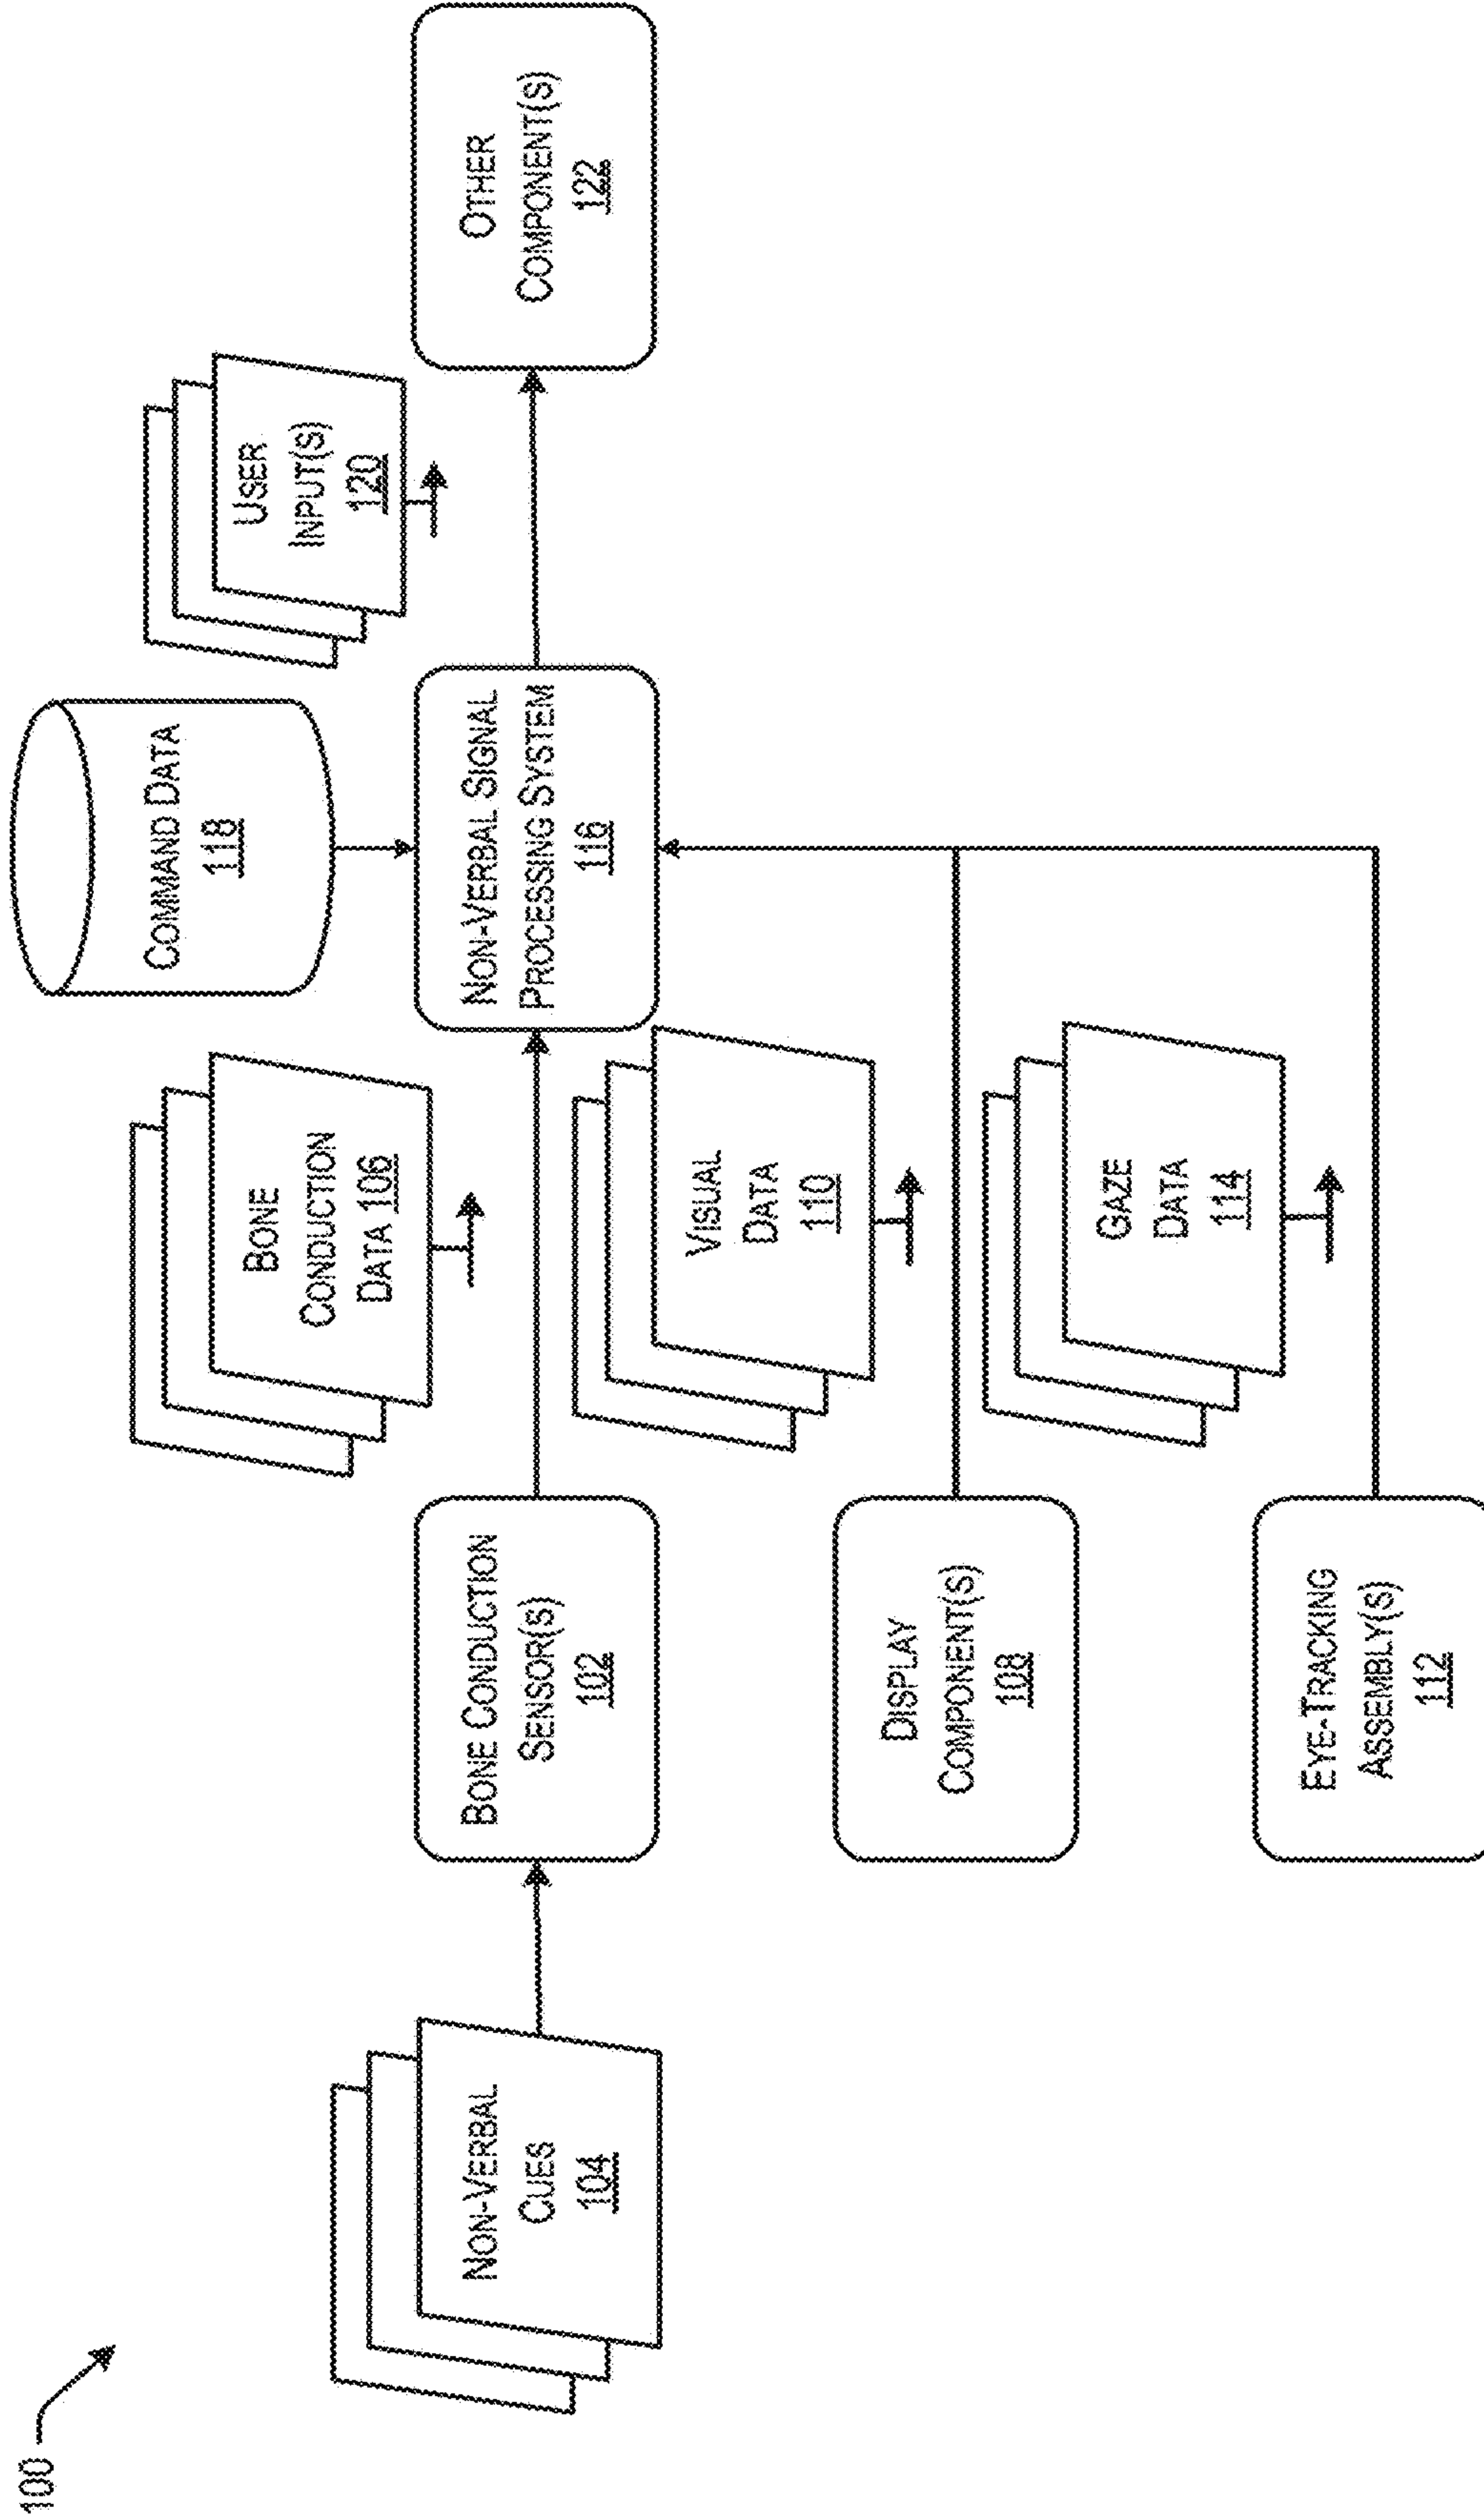 100
NON-VERBAL
CUES
104
BONE CONDUCTION
SENSOR(S)
102
DISPLAY
COMPONENT(S)
108
EYE-TRACKING
ASSEMBLY(S)
112
BONE
CONDUCTION
DATA 106
VISUAL
DATA
110
GAZE
DATA
114
COMMAND DATA
118
NON-VERBAL SIGNAL
PROCESSING SYSTEM
116
USER
INPUT(S)
120
OTHER
COMPONENT(S)
122